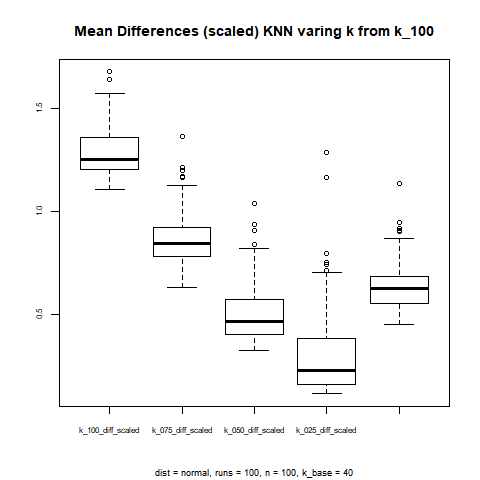 Mean Differences (scaled) KNN varing k from k_100
1.5
1.0
0.5
k_100_diff_scaled k_075_diff_scaled k_050_diff_scaled k_025_diff_scaled
dist = normal, runs = 100, n = 100, k_base = 40